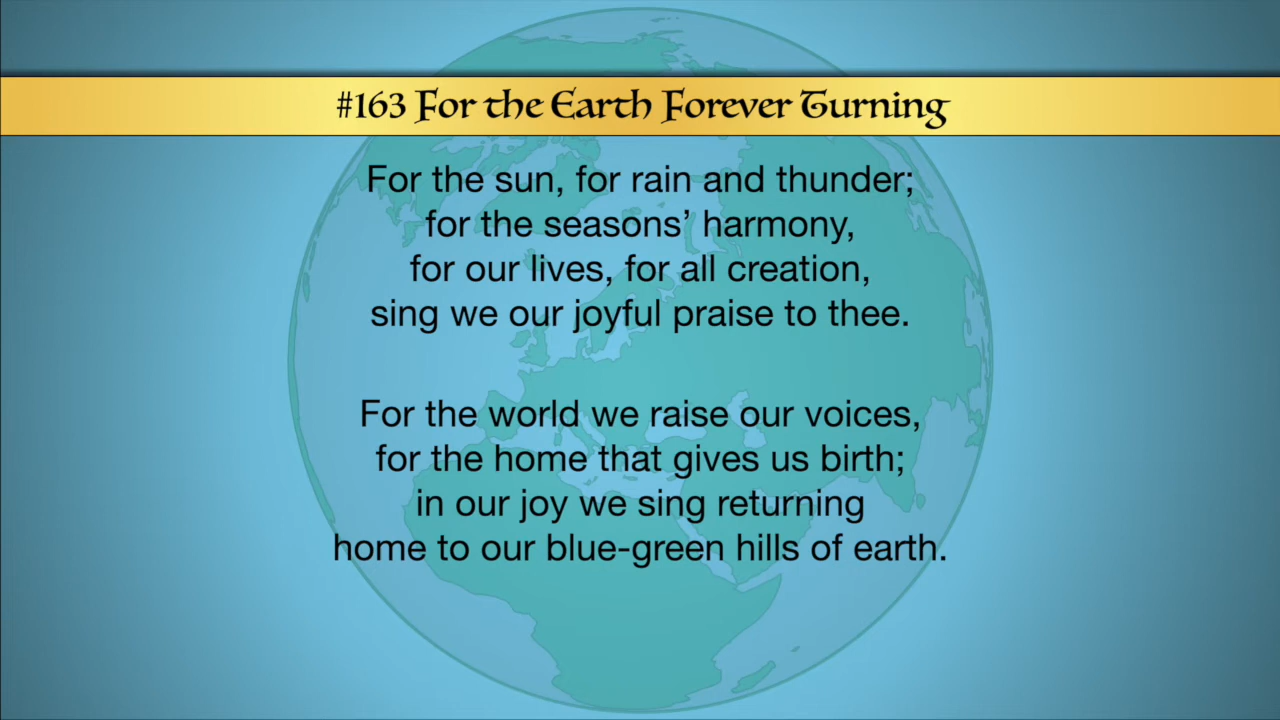 #163 For the Earth Forever Turning
For the sun, for rain and thunder;
for the seasons’ harmony,
for our lives, for all creation,
sing we our joyful praise to thee.
For the world we raise our voices,
for the home that gives us birth;
in our joy we sing returning
home to our blue-green hills of earth.